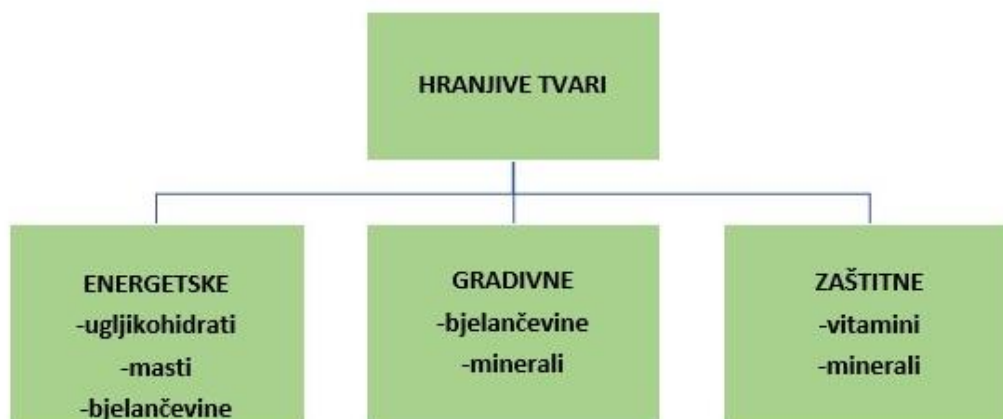 HRANJIVE TVARI
ENERGETSKE
-ugljikohidrati
-masti
-bjelančevine
GRADIVNE
-bjelančevine
-minerali
ZAŠTITNE
-vitamini
-minerali